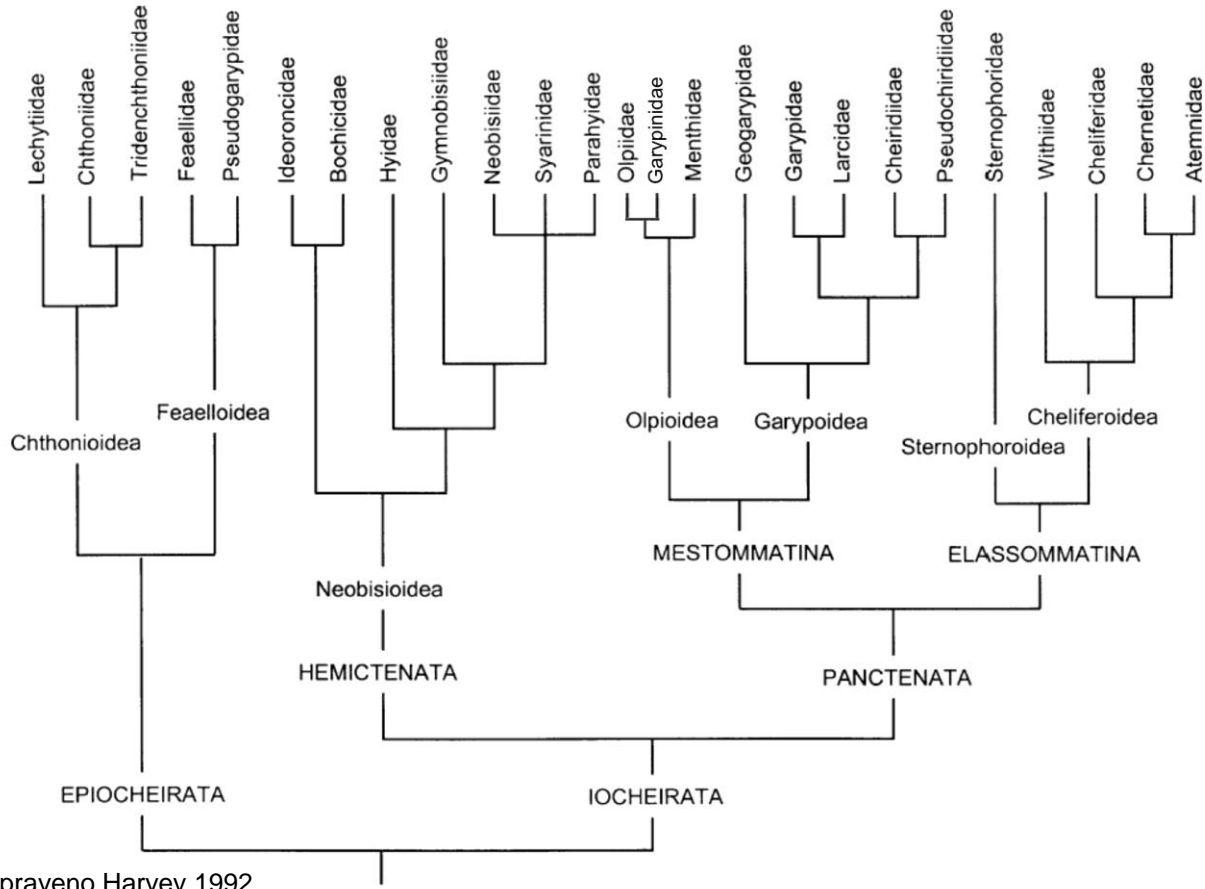 Lechytiidae
Chthoniidae
Tridenchthoniidae
Feaellidae
Pseudogarypidae
Ideoroncidae
Bochicidae
Hyidae
Gymnobisiidae
Neobisiidae
Syarinidae
Parahyidae
Olpiidae
Garypinidae
Menthidae
Geogarypidae
Garypidae
Larcidae
Cheiridiidae
Pseudochiridiidae
Sternophoridae
Withiidae
Cheliferidae
Chernetidae
Atemnidae
Chthonioidea
Feaelloidea
Olpioidea
Garypoidea
Sternophoroidea
Cheliferoidea
MESTOMMATINA
ELASSOMMATINA
Neobisioidea
HEMICTENATA
PANCTENATA
EPIOCHEIRATA
IOCHEIRATA
praveno Harvey 1992